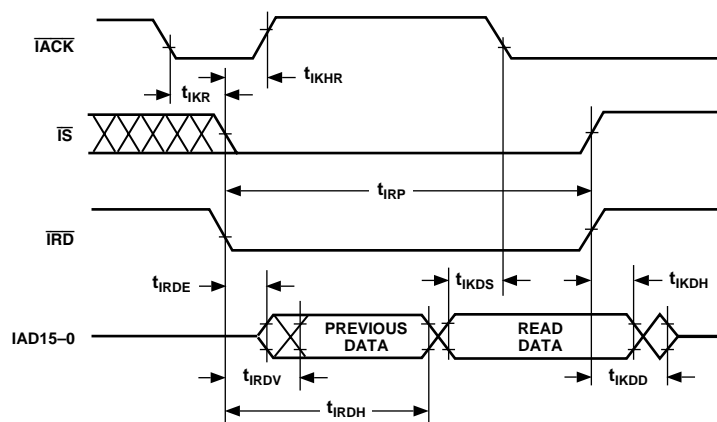 IACK
tIKHR
tIKR
IS
tIRP
IRD
tIRDE
tIKDS
tIKDH
IAD15–0
PREVIOUS
DATA
READ
DATA
tIRDV
tIKDD
tIRDH